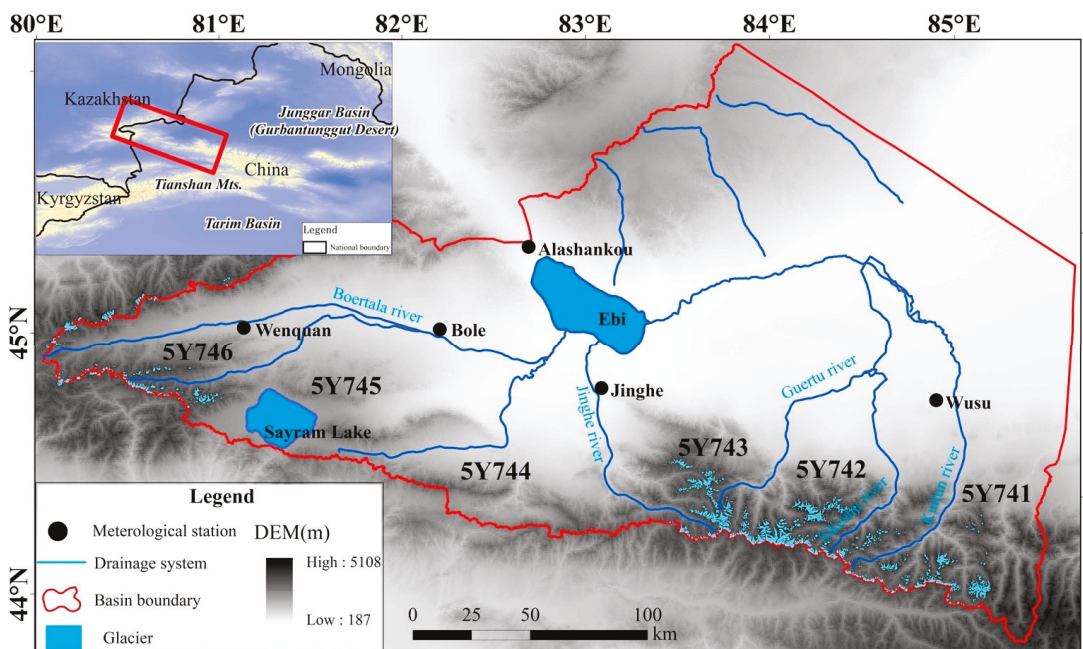 80°E 81°E 82°E 83°E 84°E 85°E
Mongolia
Kazakhstan
Junggar Basin
(Gurbantunggut Desert)
China
Tianshan Mts.
Kyrgyzstan
Tarim Basin
Legend
National boundary
Alashankou
Boertala river
Ebi
45°N
Wenquan
Bole
5Y746
5Y745
Guertu river
Jinghe
Wusu
Jinghe river
Sayram Lake
5Y743
5Y744
5Y742
5Y741
Kuitun river
river
Legend
Meterological station
DEM(m)
Drainage system
High : 5108
Basin boundary
Low : 187
Glacier
44°N
0 25 50 100
km